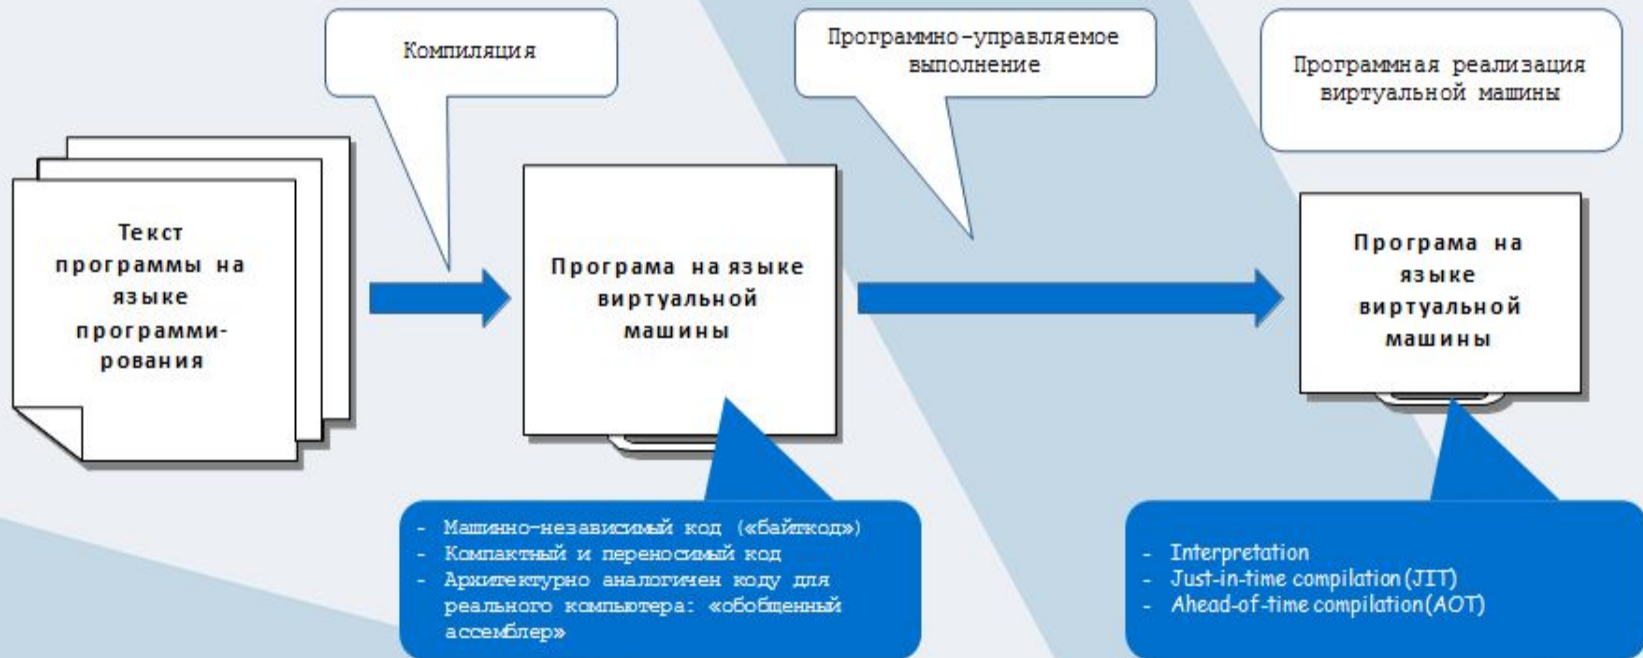 Компиляция
Программно-управляемое
выполнение
Программная реализация
виртуальной машины
Текст
программы на
языке
программи-
рования
Програма на языке
виртуальной
машины
Програма на
языке
виртуальной
машины
- Машинно-независимый код («байткод»)
- Компактный и переносимый код
- Архитектурно аналогичен коду для
реального компьютера: «обобщенный
ассемблер»
- Interpretation
- Just-in-time compilation(JIT)
- Ahead-of-time compilation(AOT)